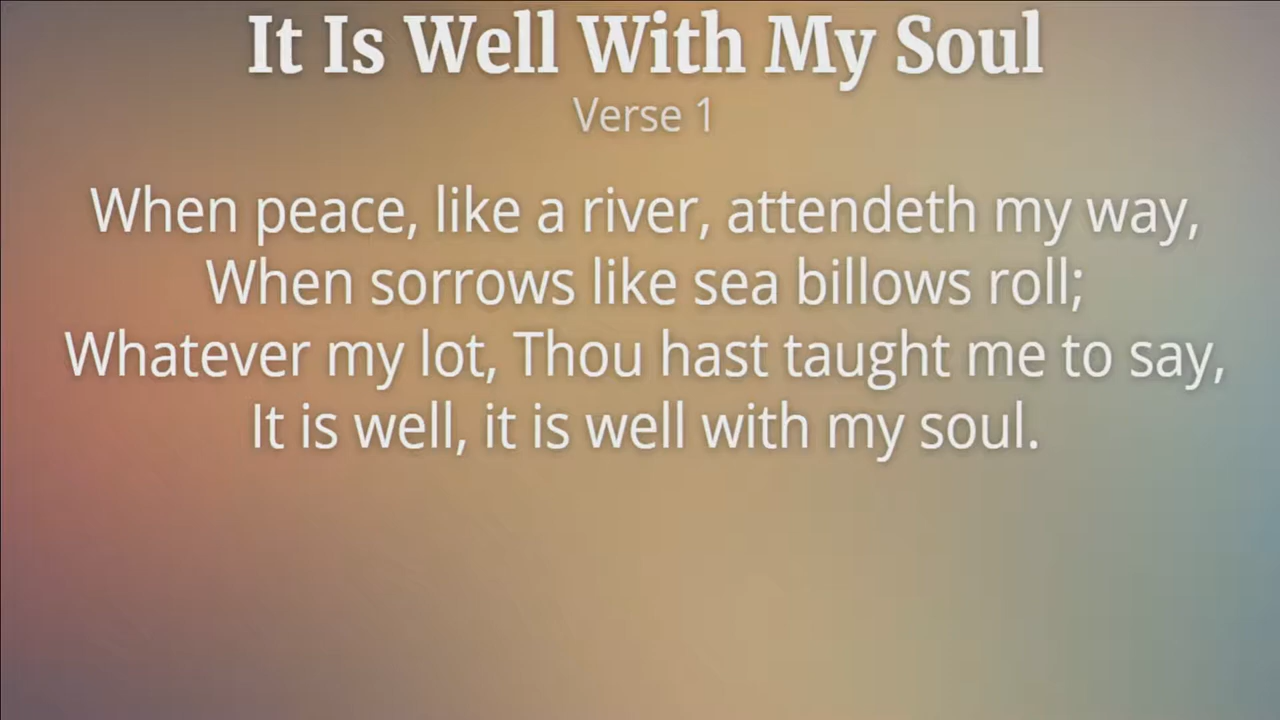 It Is Well With My Soul
Verse 1
When peace, like a river, attendeth my way,
When sorrows like sea billows roll;
Whatever my lot, Thou hast taught me to say,
It is well, it is well with my soul.